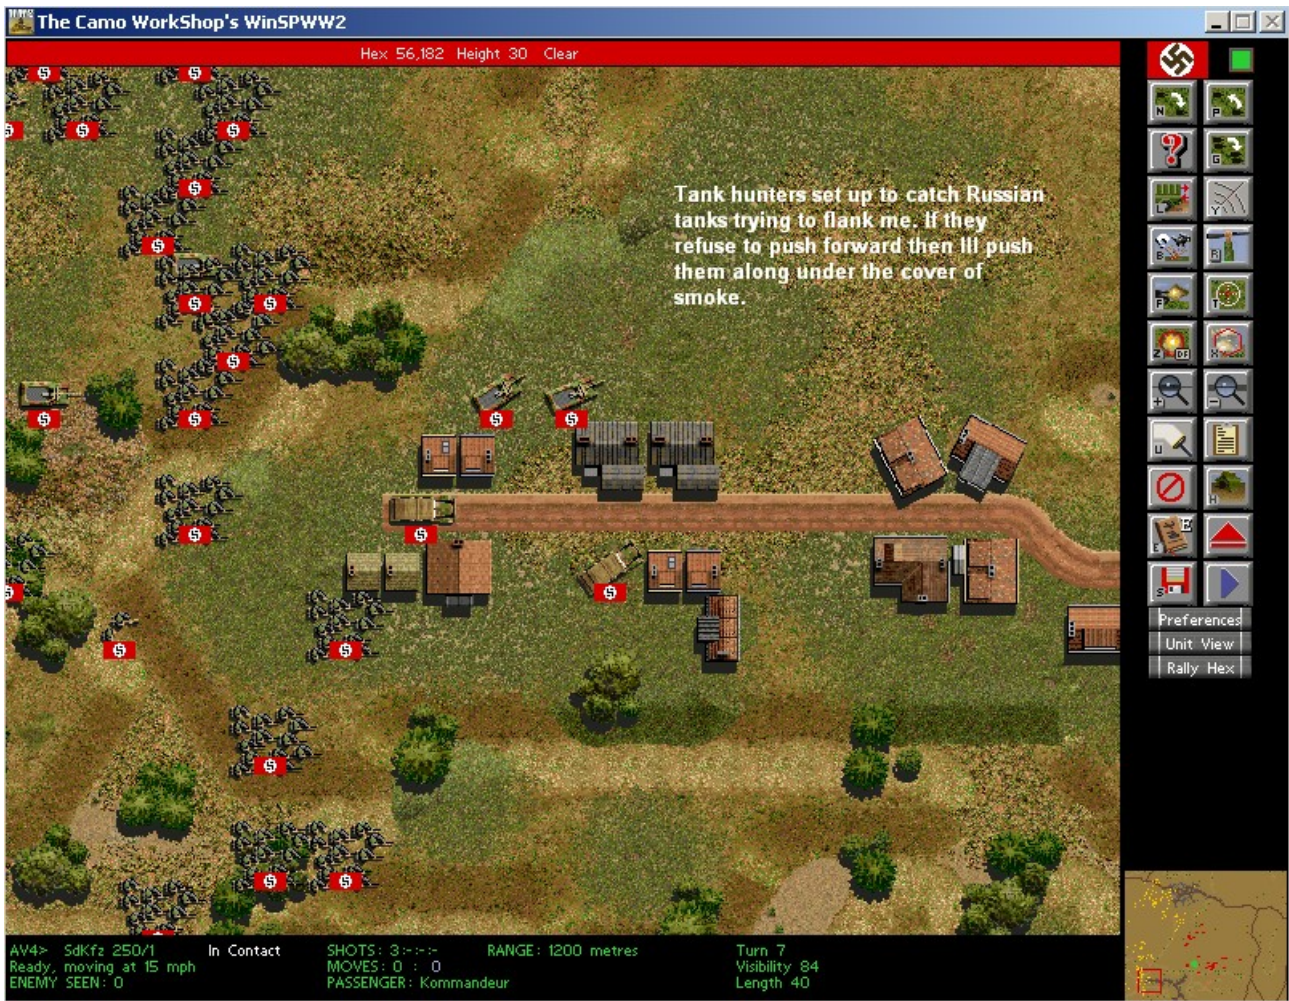 The Camo WorkShop's WinSPWW2
Hex 56,182 Height 30 Clear
Tank hunters set up to catch Russian
tanks trying to flank me. If they
refuse to push forward then Ill push
them along under the cover of
smoke.
N
P
G
L
Y
B
R
F
T
Z DF
X
+
-
U
H
E E
S
Preferences
Unit View
Rally Hex
AV4> SdKfz 250/1 In Contact SHOTS: 3:-:-:- RANGE: 1200 metres Turn 7
Ready, moving at 15 mph MOVES: 0 : 0 Visibility 84
ENEMY SEEN: 0 PASSENGER: Kommandeur Length 40